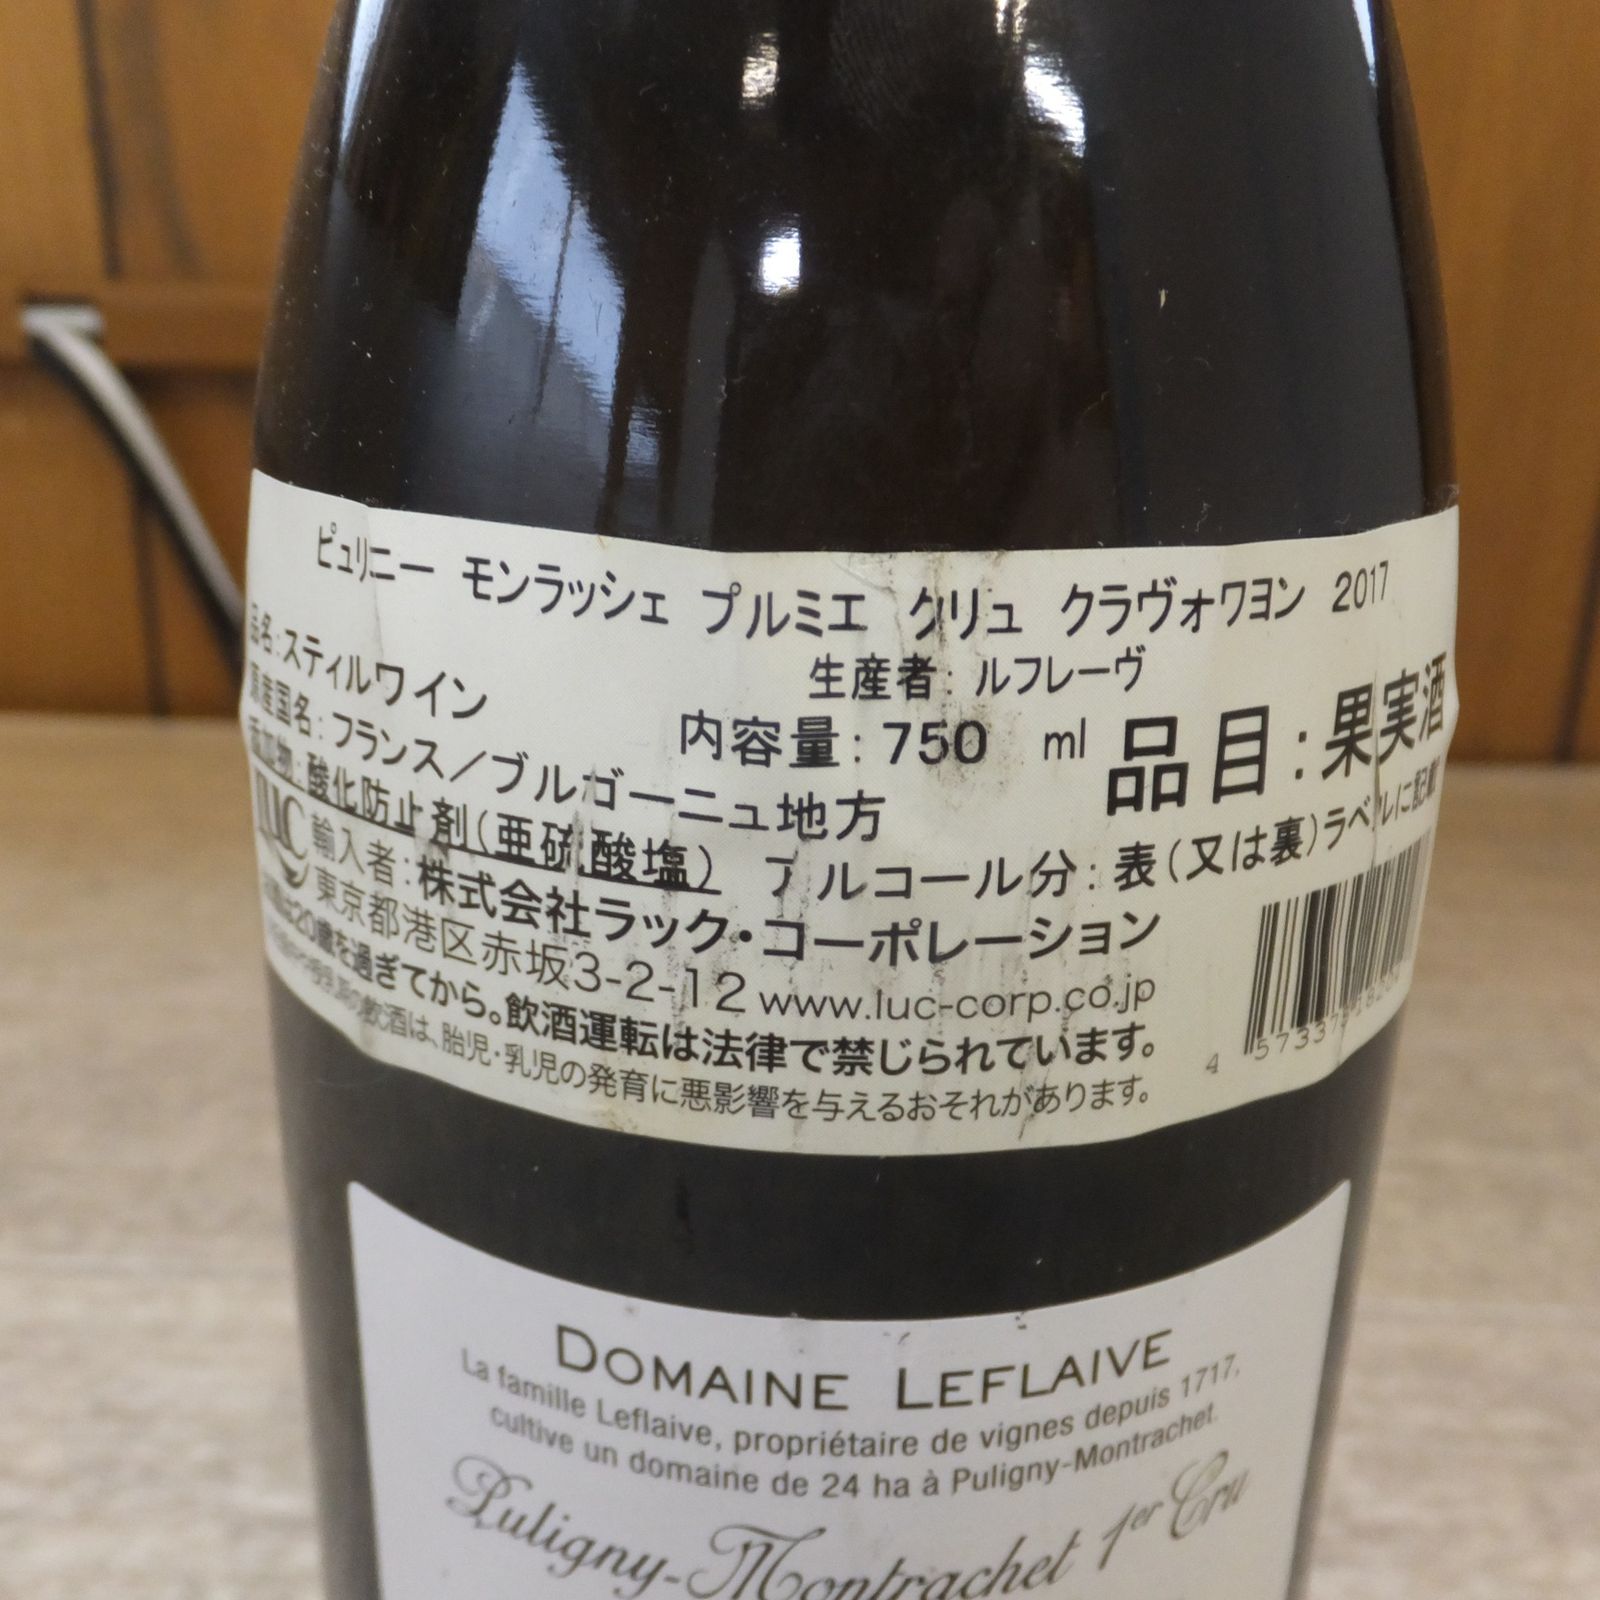 ピュリニー モンラッシェ プルミエ クリュ クラヴォワヨン 2017
生産者: ルフレーヴ
品名:スティルワイン
内容量: 750 ml
品目:果実酒
原産国名:フランス/ブルゴーニュ地方
添加物:酸化防止剤(亜硫酸塩) アルコール分:表(又は裏)ラベルに記載
LUC
輸入者:株式会社ラック・コーポレーション
東京都港区赤坂3-2-12 www.luc-corp.co.jp
は20歳を過ぎてから。飲酒運転は法律で禁じられています。
の飲酒は、胎児・乳児の発育に悪影響を与えるおそれがあります。
DOMAINE LEFLAIVE
La famille Leflaive, propriétaire de vignes depuis 1717,
cultive un domaine de 24 ha à Puligny-Montrachet.
Puligny-Montrachet 1er Cru